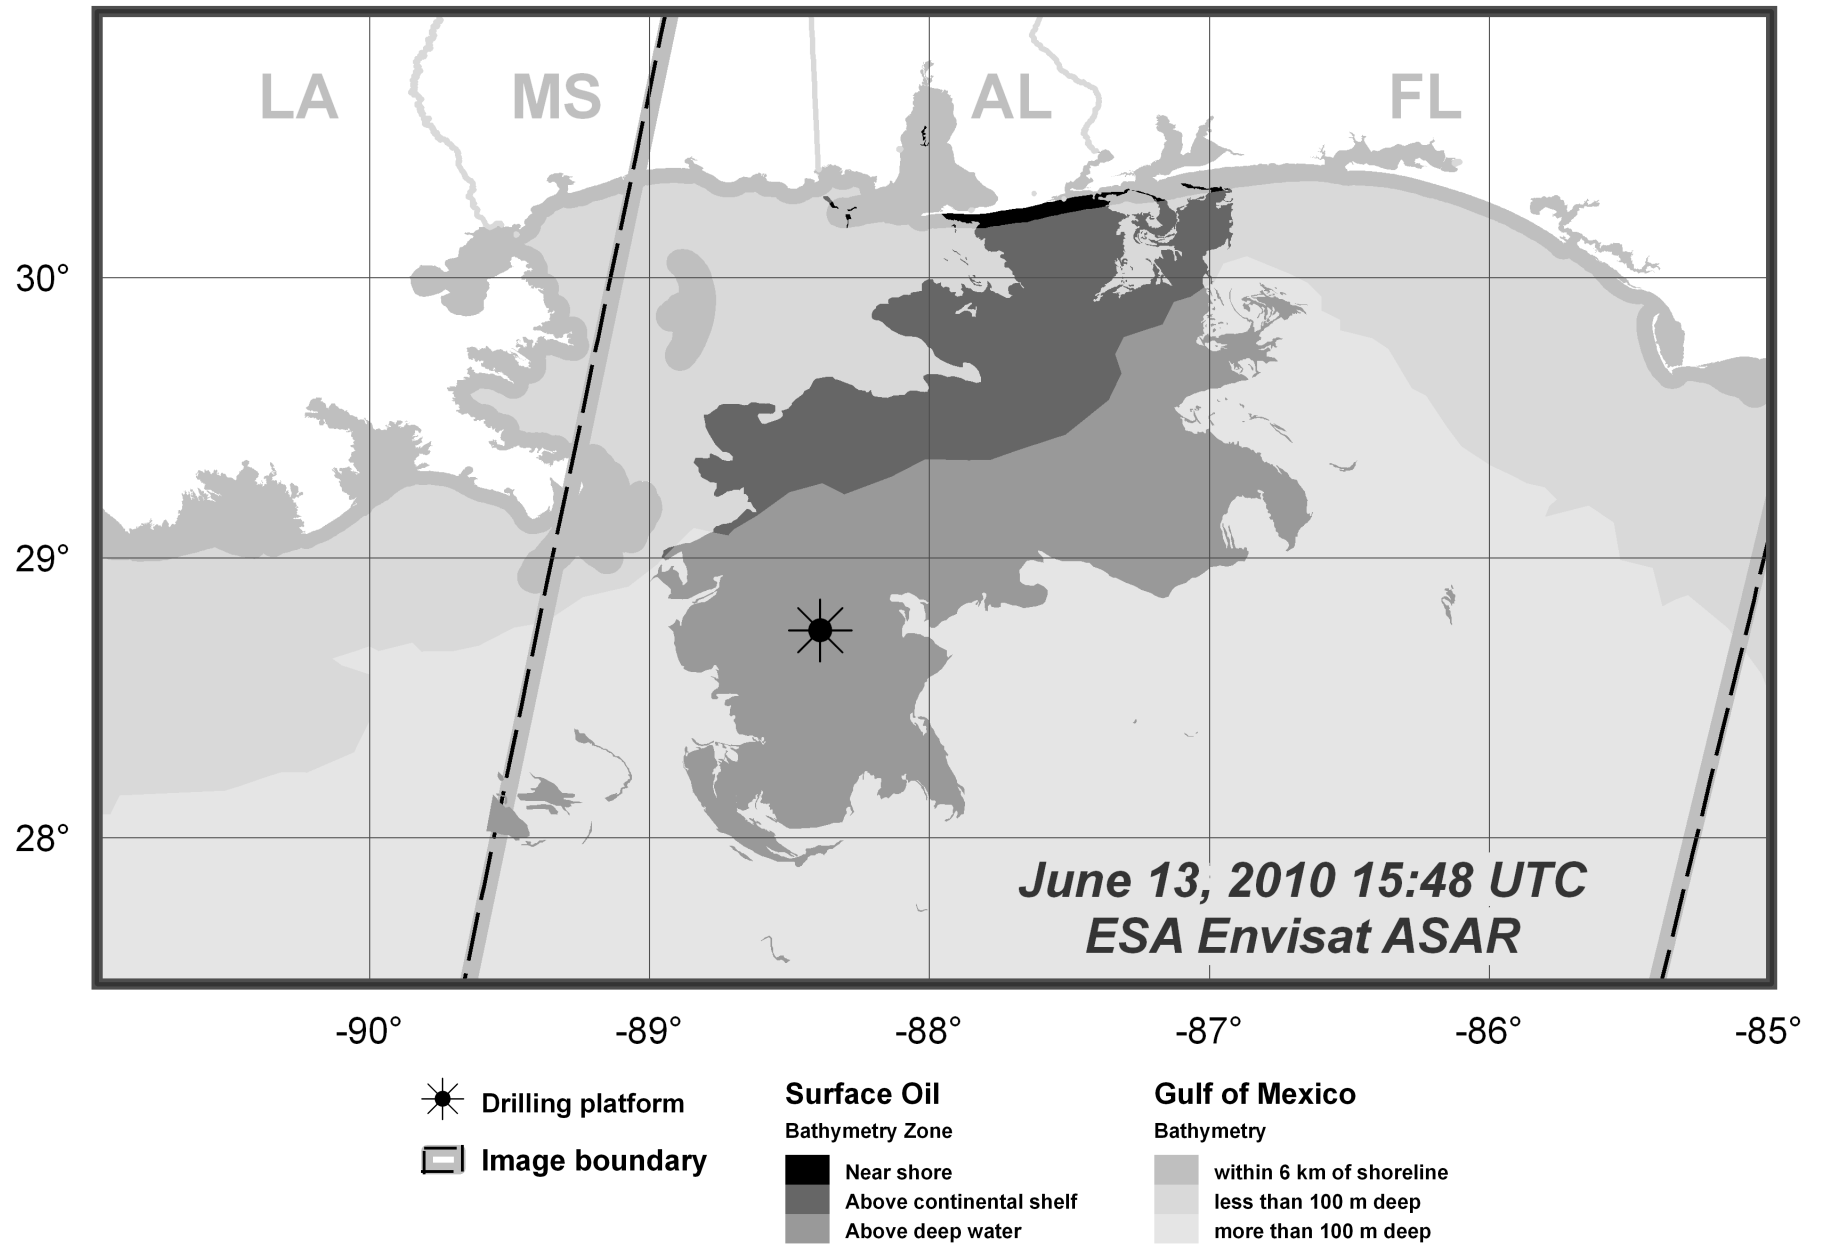 LA MS AL FL
30°
29°
28°
June 13, 2010 15:48 UTC
ESA Envisat ASAR
-90° -89° -88° -87° -86° -85°
Drilling platform
Image boundary
Surface Oil
Bathymetry Zone
Near shore
Above continental shelf
Above deep water
Gulf of Mexico
Bathymetry
within 6 km of shoreline
less than 100 m deep
more than 100 m deep